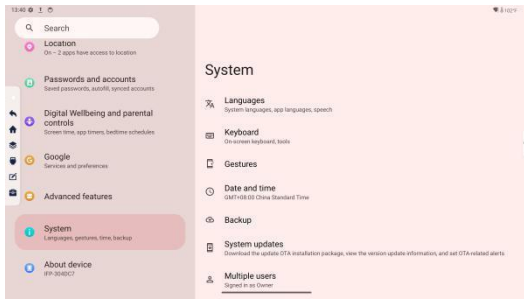 13:40
102°F
Search
Location
On – 2 apps have access to location
Passwords and accounts
Saved passwords, autofill, synced accounts
Digital Wellbeing and parental
controls
Screen time, app timers, bedtime schedules
Google
Services and preferences
Advanced features
System
Languages, gestures, time, backup
About device
IFP-304DC7
System
Languages
System languages, app languages, speech
Keyboard
On-screen keyboard, tools
Gestures
Date and time
GMT+08:00 China Standard Time
Backup
System updates
Download the update OTA installation package, view the version update information, and set OTA-related alerts
Multiple users
Signed in as Owner